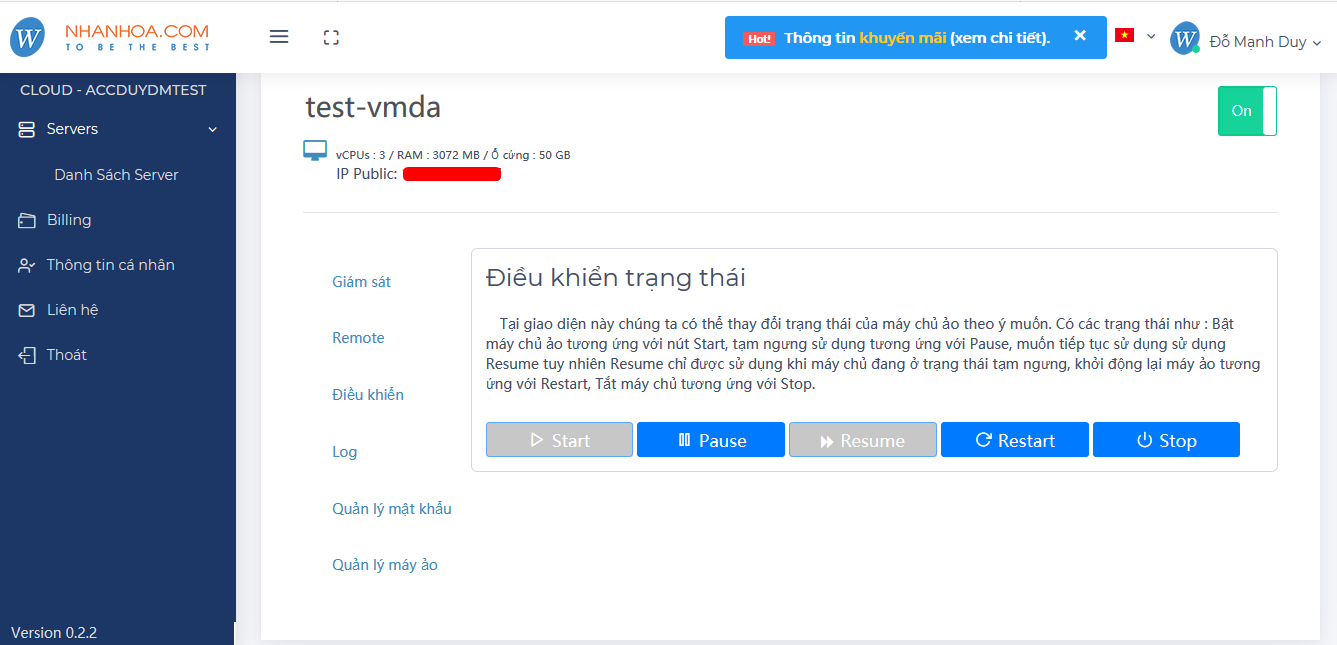 NHANHOA.COM
TO BE THE BEST
Hot! Thông tin khuyến mãi (xem chi tiết). ×
Đỗ Mạnh Duy
CLOUD - ACCDUYDMTEST
Servers
Danh Sách Server
Billing
Thông tin cá nhân
Liên hệ
Thoát
Version 0.2.2
test-vmda
On
vCPUs : 3 / RAM : 3072 MB / Ổ cứng : 50 GB
IP Public:
Giám sát
Remote
Điều khiển
Log
Quản lý mật khẩu
Quản lý máy ảo
Điều khiển trạng thái
Tại giao diện này chúng ta có thể thay đổi trạng thái của máy chủ ảo theo ý muốn. Có các trạng thái như : Bật
máy chủ ảo tương ứng với nút Start, tạm ngưng sử dụng tương ứng với Pause, muốn tiếp tục sử dụng sử dụng
Resume tuy nhiên Resume chỉ được sử dụng khi máy chủ đang ở trạng thái tạm ngưng, khởi động lại máy ảo tương
ứng với Restart, Tắt máy chủ tương ứng với Stop.
Start
Pause
Resume
Restart
Stop